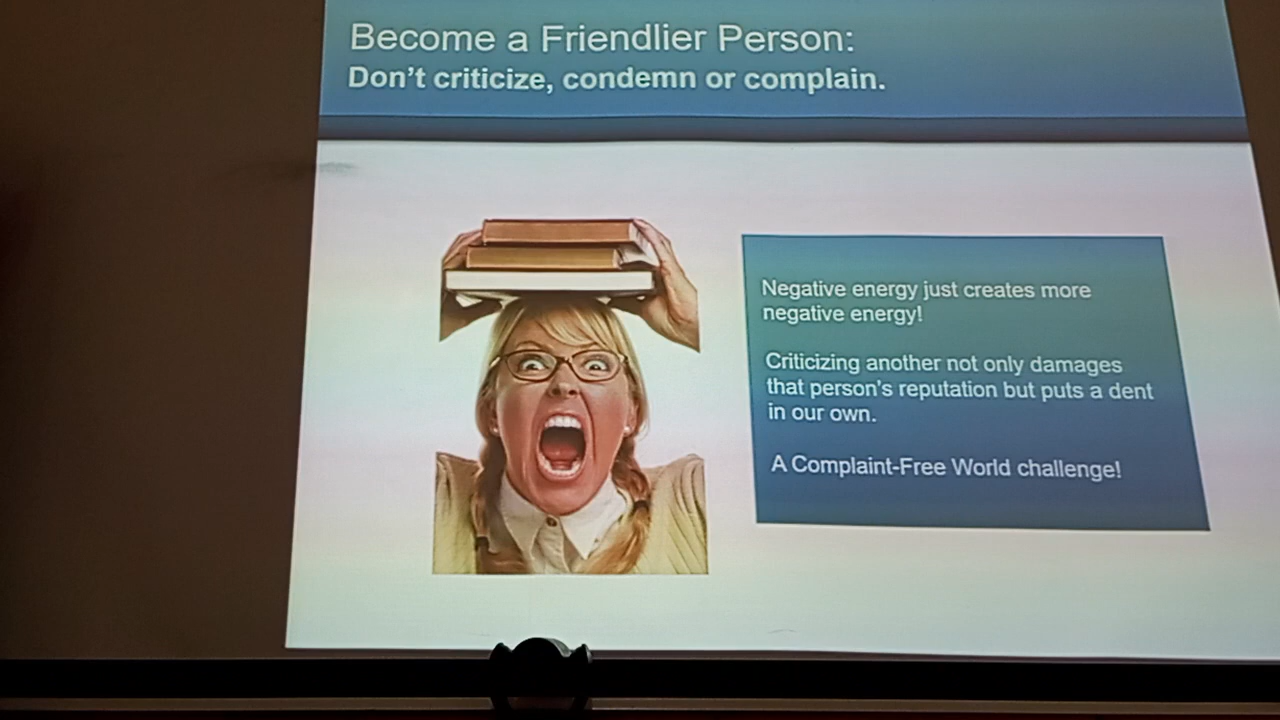 Become a Friendlier Person:
Don't criticize, condemn or complain.
Negative energy just creates more
negative energy!
Criticizing another not only damages
that person's reputation but puts a dent
in our own.
A Complaint-Free World challenge!